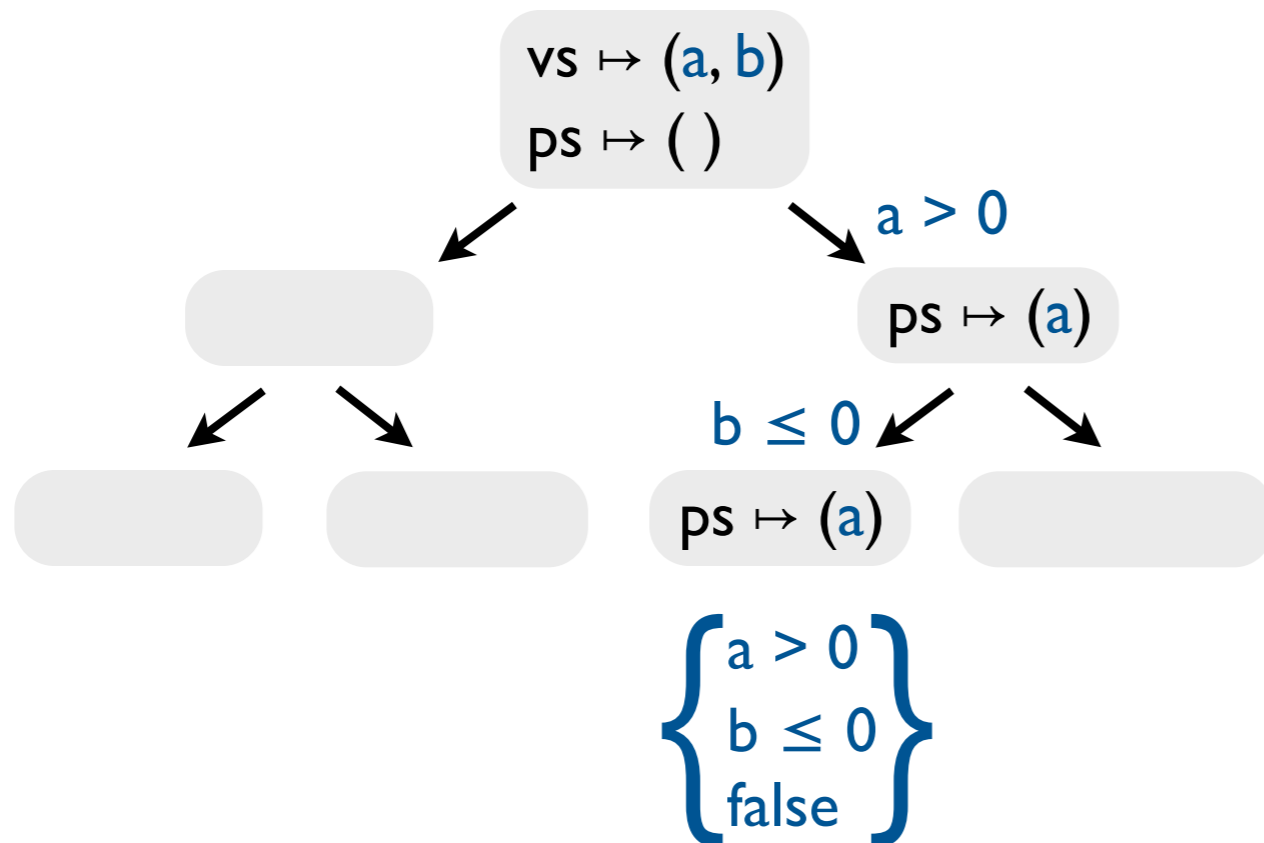 vs ↦ (a, b)
ps ↦ ( )
a > 0
ps ↦ (a)
b ≤ 0
ps ↦ (a)
a > 0
b ≤ 0
false